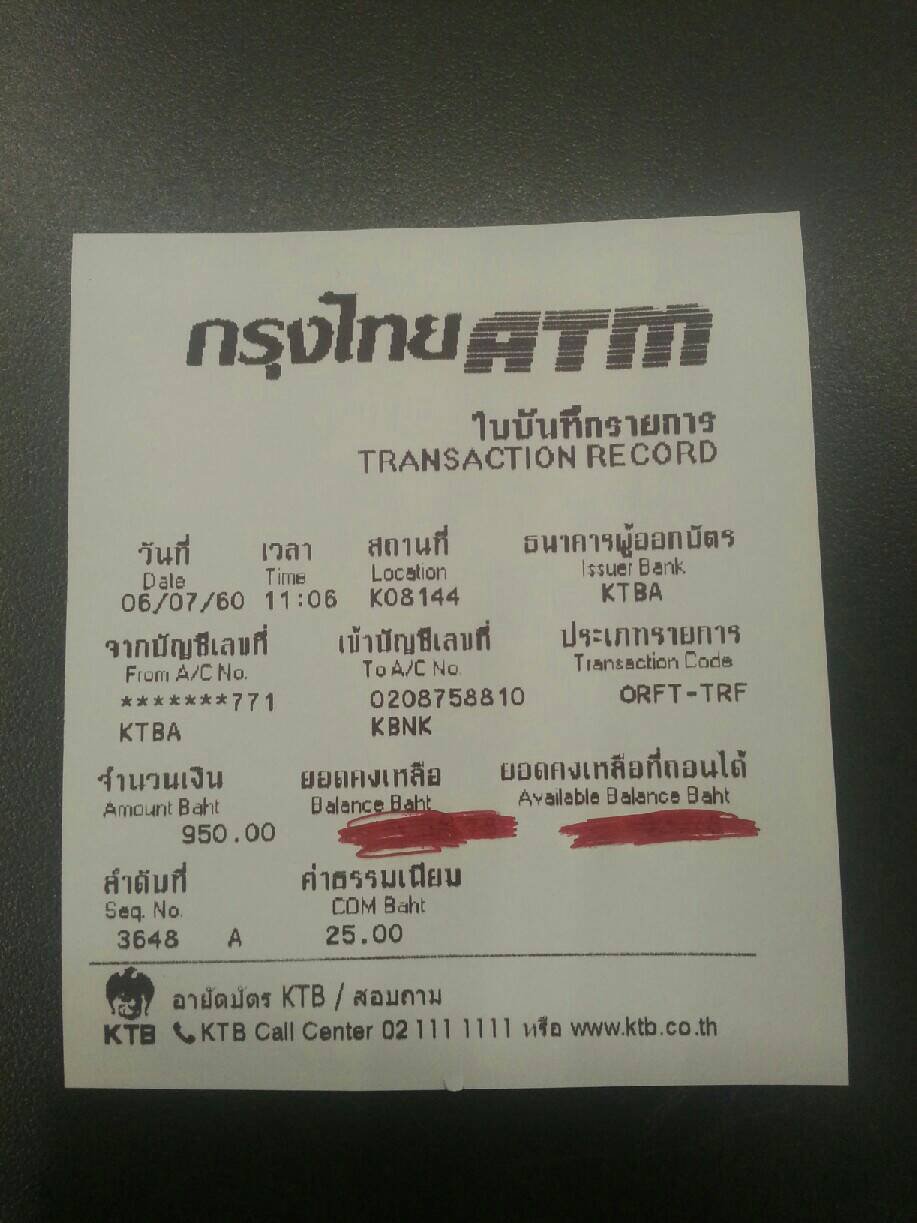 กรุงไทย ATM
ใบบันทึกรายการ
TRANSACTION RECORD
วันที่ เวลา สถานที่ ธนาคารผู้ออกบัตร
Date Time Location Issuer Bank
06/07/60 11:06 K08144 KTBA
จากบัญชีเลขที่ เข้าบัญชีเลขที่ ประเภทรายการ
From A/C No. To A/C No. Transaction Code
*******771 0208758810 ORFT-TRF
KTBA KBNK
จำนวนเงิน ยอดคงเหลือ ยอดคงเหลือที่ถอนได้
Amount Baht Balance Baht Available Balance Baht
950.00
ลำดับที่ ค่าธรรมเนียม
Seq. No. COM Baht
3648 A 25.00
อายัดบัตร KTB / สอบถาม
KTB KTB Call Center 02 111 1111 หรือ www.ktb.co.th